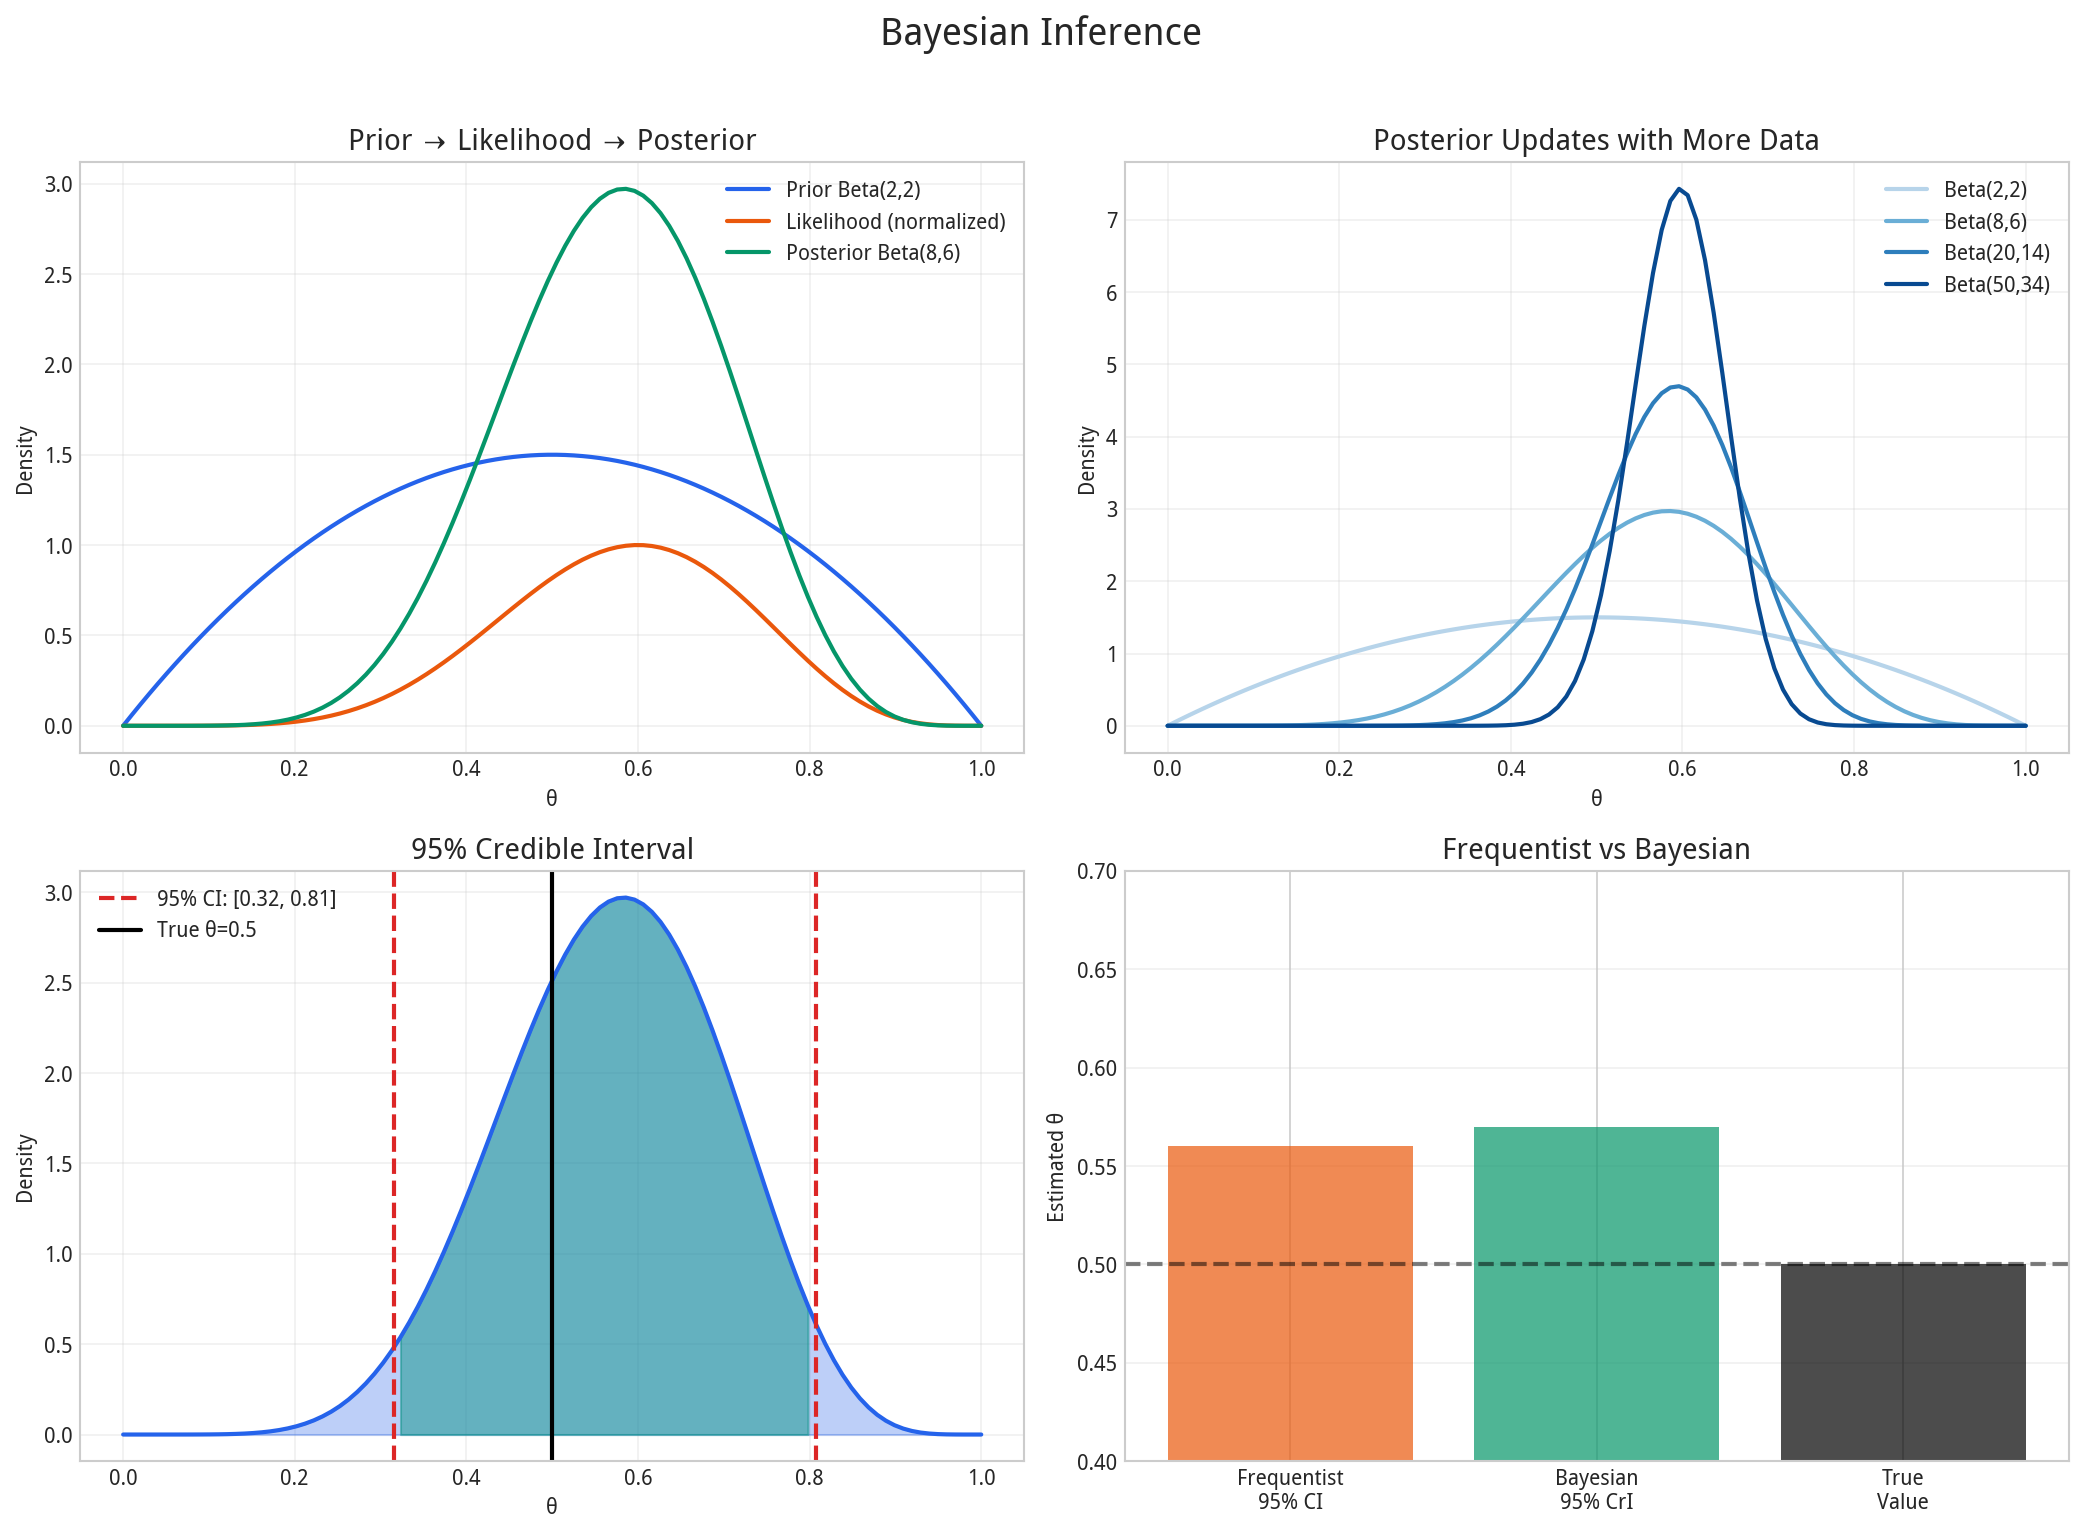 Bayesian Inference
Prior → Likelihood → Posterior
Density
3.0
2.5
2.0
1.5
1.0
0.5
0.0
Prior Beta(2,2)
Likelihood (normalized)
Posterior Beta(8,6)
0.0 0.2 0.4 0.6 0.8 1.0
θ
Posterior Updates with More Data
Density
7
6
5
4
3
2
1
0
Beta(2,2)
Beta(8,6)
Beta(20,14)
Beta(50,34)
0.0 0.2 0.4 0.6 0.8 1.0
θ
95% Credible Interval
Density
3.0
2.5
2.0
1.5
1.0
0.5
0.0
95% CI: [0.32, 0.81]
True θ=0.5
0.0 0.2 0.4 0.6 0.8 1.0
θ
Frequentist vs Bayesian
Estimated θ
0.70
0.65
0.60
0.55
0.50
0.45
0.40
Frequentist
95% CI
Bayesian
95% CrI
True
Value